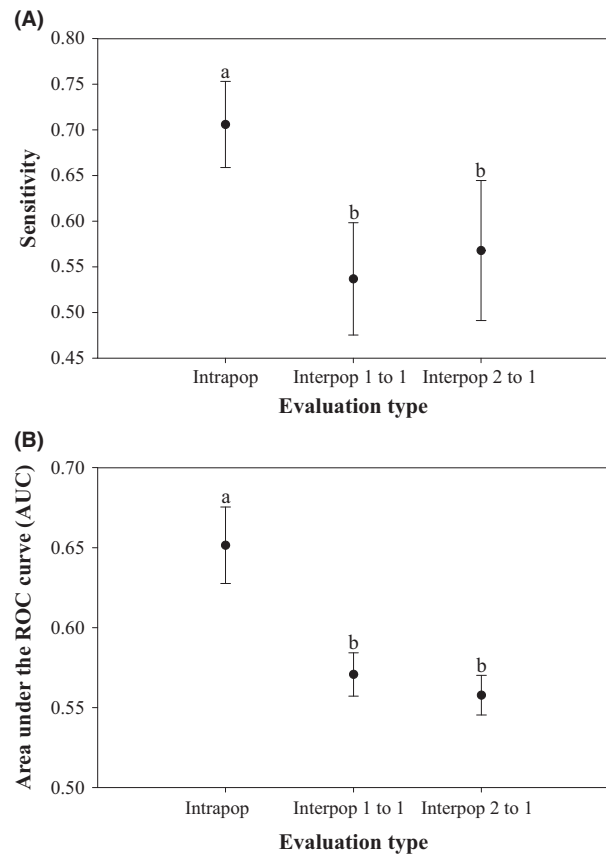 (A)
0.80
0.75
0.70
0.65
0.60
0.55
0.50
0.45
Sensitivity
a
b
b
Intrapop Interpop 1 to 1 Interpop 2 to 1
Evaluation type
(B)
0.70
0.65
0.60
0.55
0.50
Area under the ROC curve (AUC)
a
b
b
Intrapop Interpop 1 to 1 Interpop 2 to 1
Evaluation type